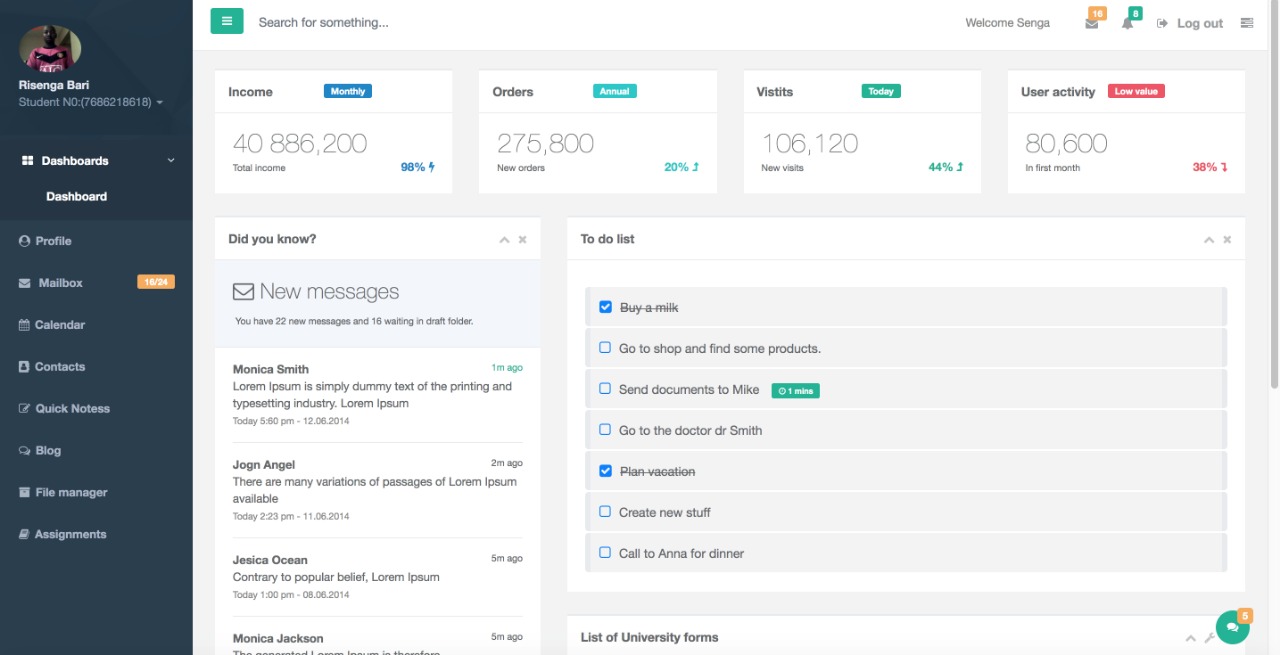 Risenga Bari
Student N0:(7686218618)
Dashboards
Dashboard
Profile
Mailbox 16/24
Calendar
Contacts
Quick Notess
Blog
File manager
Assignments
Search for something...
Welcome Senga
16
8
Log out
Income Monthly
40 886,200
Total income 98%
Orders Annual
275,800
New orders 20%
Vistits Today
106,120
New visits 44%
User activity Low value
80,600
In first month 38%
Did you know?
New messages
You have 22 new messages and 16 waiting in draft folder.
Monica Smith 1m ago
Lorem Ipsum is simply dummy text of the printing and
typesetting industry. Lorem Ipsum
Today 5:60 pm - 12.06.2014
Jogn Angel 2m ago
There are many variations of passages of Lorem Ipsum
available
Today 2:23 pm - 11.06.2014
Jesica Ocean 5m ago
Contrary to popular belief, Lorem Ipsum
Today 1:00 pm - 08.06.2014
Monica Jackson 5m ago
The generated Lorem Ipsum is therefore
To do list
Buy a milk
Go to shop and find some products.
Send documents to Mike 1 mins
Go to the doctor dr Smith
Plan vacation
Create new stuff
Call to Anna for dinner
List of University forms
5